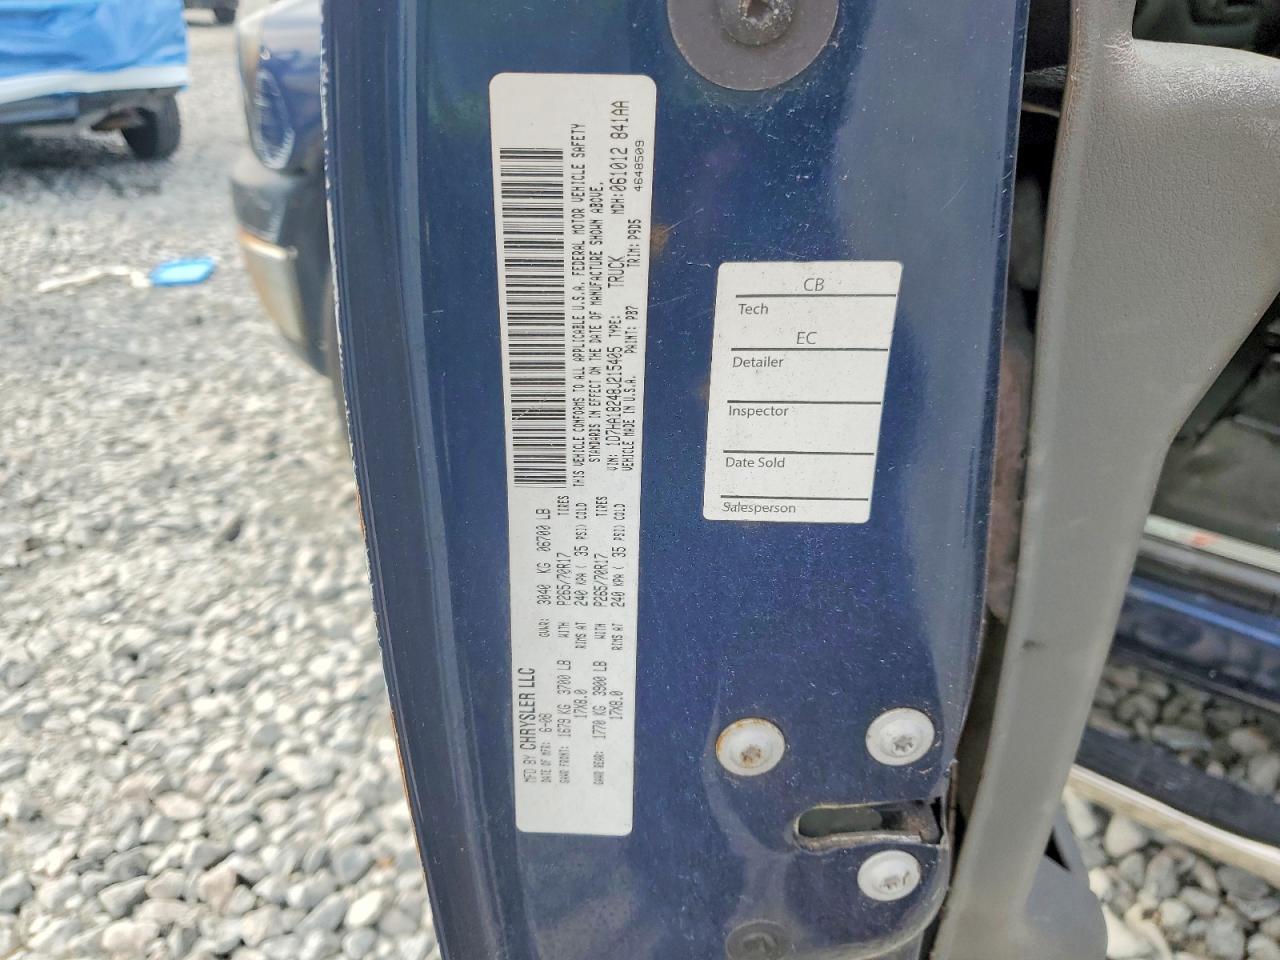 MFD BY CHRYSLER LLC
DATE OF MFR: 6-08 GVWR: 3040 KG 06700 LB
GAWR FRONT: 1679 KG 3700 LB WITH P265/70R17 TIRES
17X8.0 RIMS AT 240 KPA ( 35 PSI) COLD
GAWR REAR: 1770 KG 3900 LB WITH P265/70R17 TIRES
17X8.0 RIMS AT 240 KPA ( 35 PSI) COLD
THIS VEHICLE CONFORMS TO ALL APPLICABLE U.S.A. FEDERAL MOTOR VEHICLE SAFETY
STANDARDS IN EFFECT ON THE DATE OF MANUFACTURE SHOWN ABOVE.
VIN: 1D7HA18248J215405 TYPE: TRUCK MDH:061012 841AA
VEHICLE MADE IN U.S.A. PAINT: PB7 TRIM: P9D5 4648509
CB
Tech
EC
Detailer
Inspector
Date Sold
Salesperson